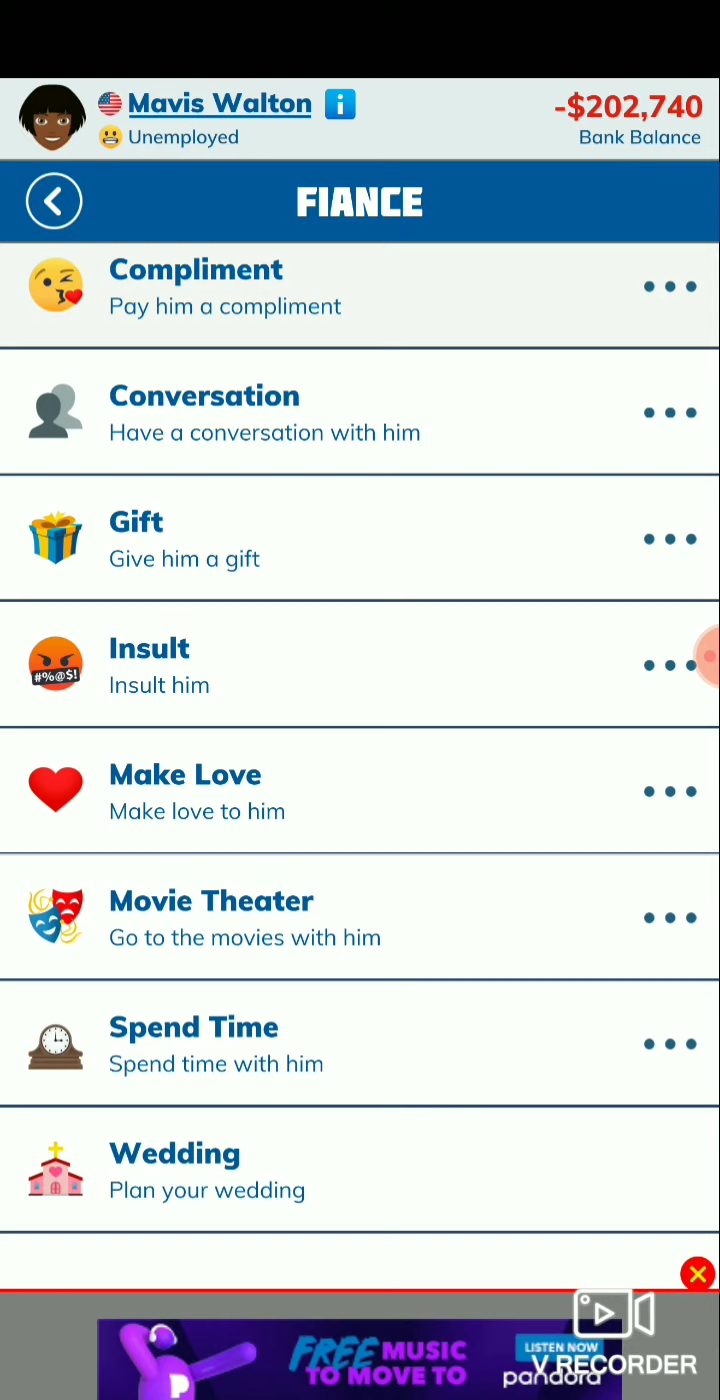 Mavis Walton
-$202,740
Unemployed
Bank Balance
FIANCE
Compliment
Pay him a compliment
Conversation
Have a conversation with him
Gift
Give him a gift
#%@$!
Insult
Insult him
Make Love
Make love to him
Movie Theater
Go to the movies with him
Spend Time
Spend time with him
Wedding
Plan your wedding
FREE MUSIC
TO MOVE TO
LISTEN NOW
pandora
V RECORDER